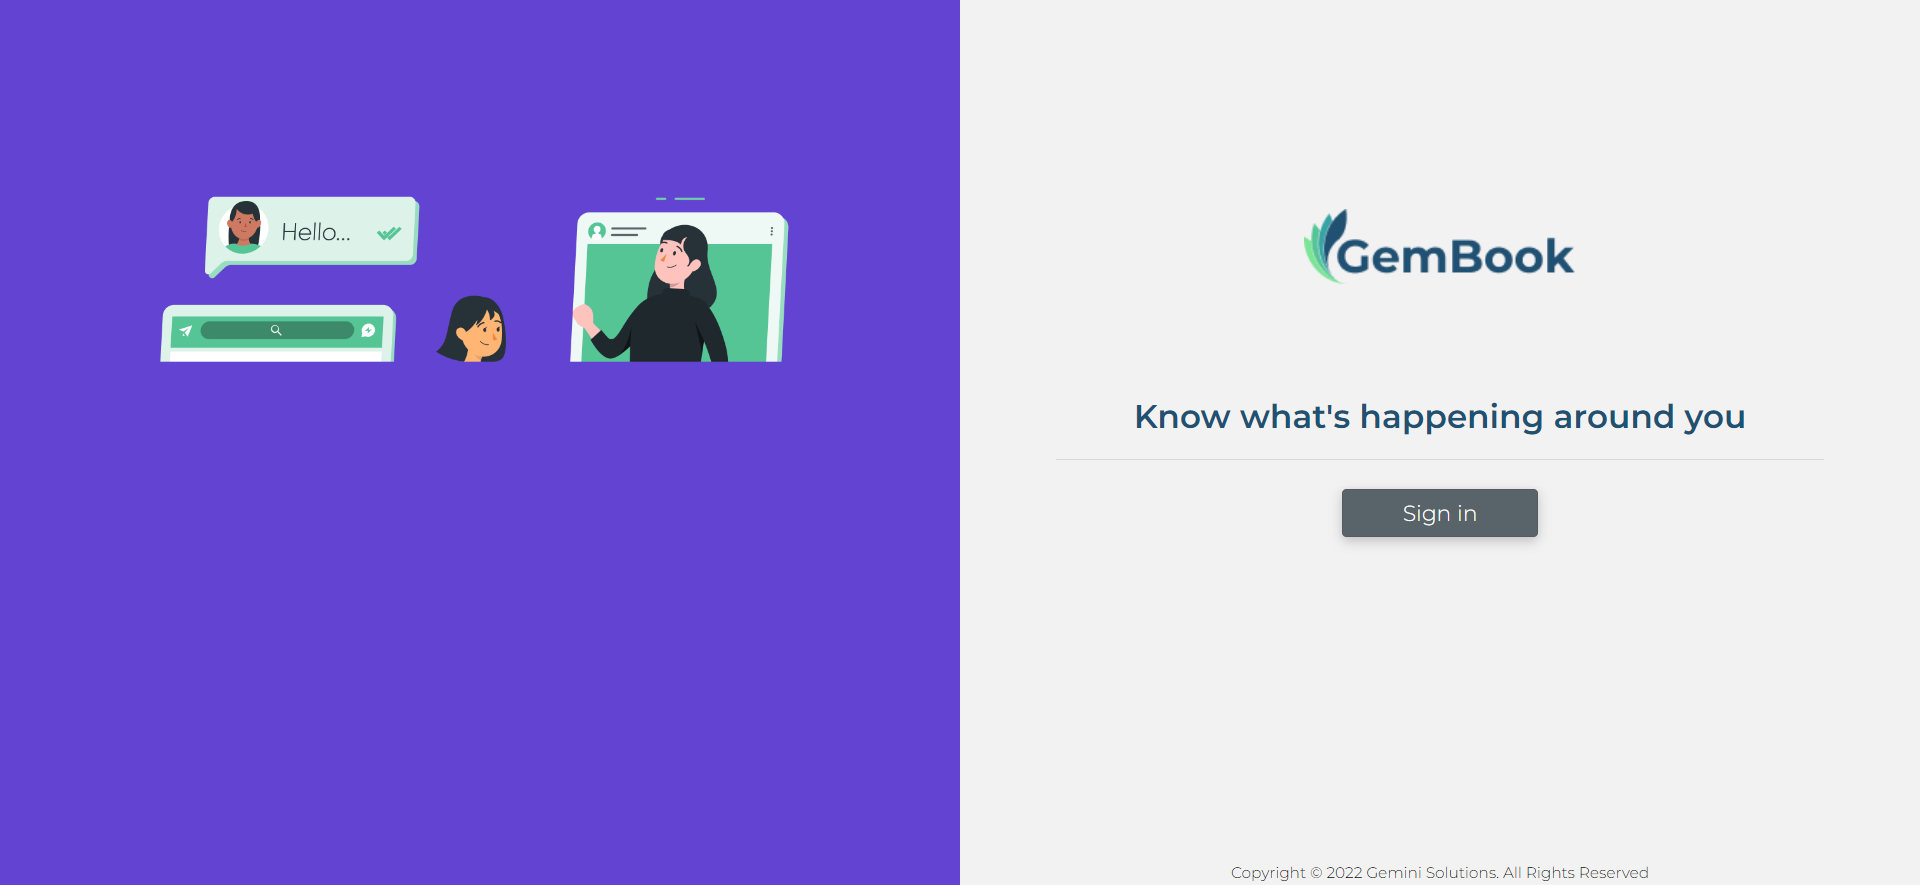 Hello...
GemBook
Know what's happening around you
Sign in
Copyright © 2022 Gemini Solutions. All Rights Reserved